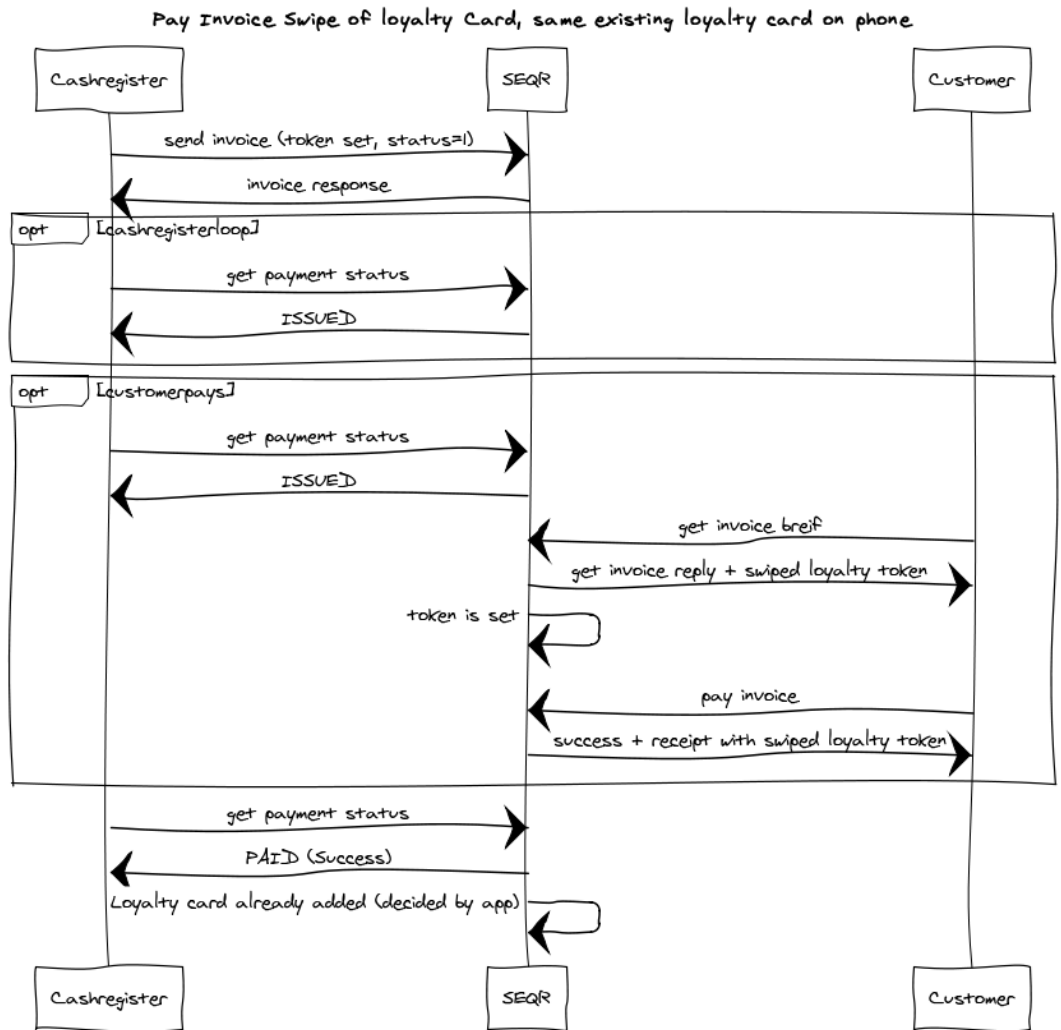 Pay Invoice Swipe of loyalty Card, same existing loyalty card on phone
Cashregister
SEQR
Customer
send invoice (token set, status=1)
invoice response
opt [cashregisterloop]
get payment status
ISSUED
opt [customerpays]
get payment status
ISSUED
get invoice breif
get invoice reply + swiped loyalty token
token is set
pay invoice
success + receipt with swiped loyalty token
get payment status
PAID (Success)
Loyalty card already added (decided by app)
Cashregister
SEQR
Customer